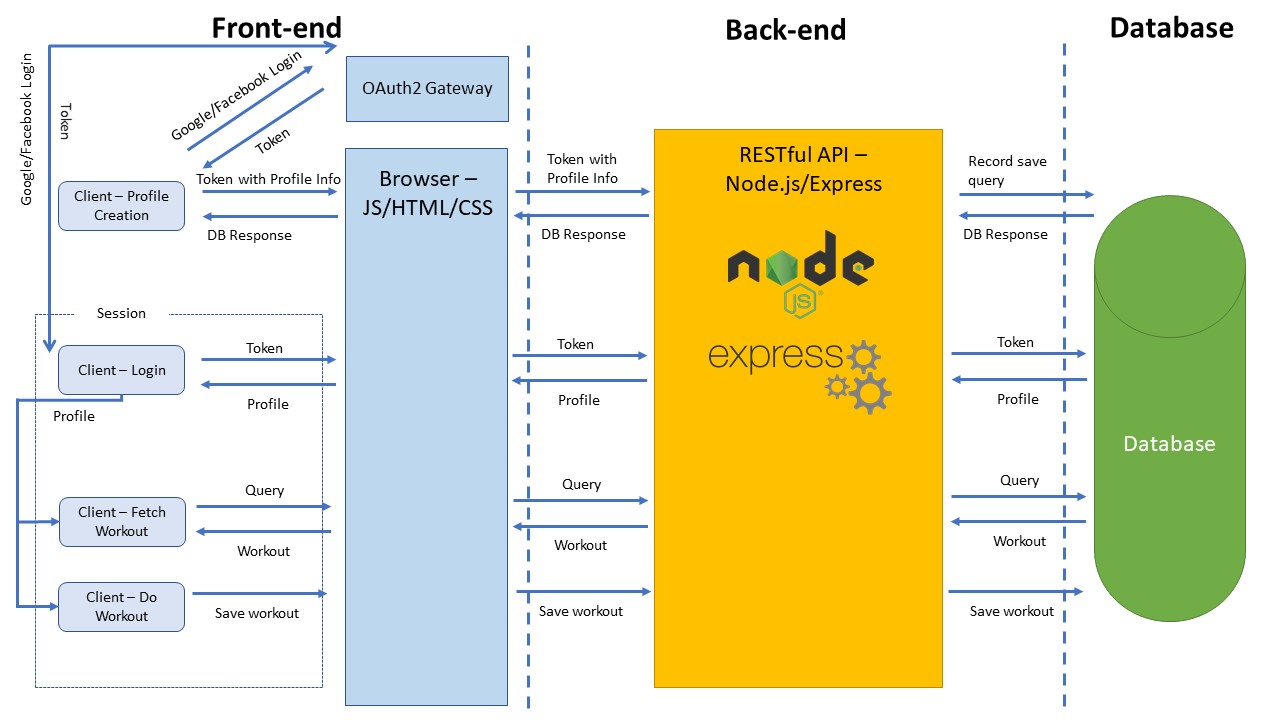 Front-end
Back-end
Database
Google/Facebook Login
Token
Google/Facebook Login
Token
OAuth2 Gateway
Browser –
JS/HTML/CSS
RESTful API –
Node.js/Express
node
JS
express
Database
Client – Profile
Creation
Token with Profile Info
DB Response
Token with
Profile Info
DB Response
Record save
query
DB Response
Session
Client – Login
Token
Profile
Token
Profile
Token
Profile
Profile
Client – Fetch
Workout
Query
Workout
Query
Workout
Query
Workout
Client – Do
Workout
Save workout
Save workout
Save workout